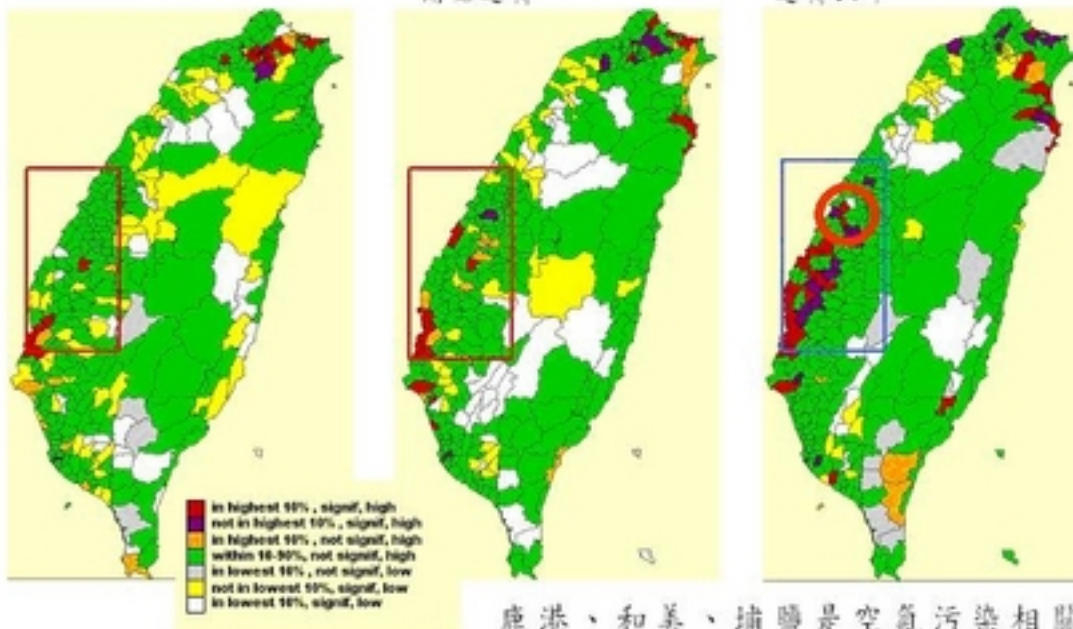 in highest 10% , signif, high
not in highest 10% , signif, high
in highest 10% , not signif, high
within 10-90%, not signif, high
in lowest 10% , not signif, low
not in lowest 10%, signif, low
in lowest 10%, signif, low
鹿港、和美、埔鹽是空氣污染相關